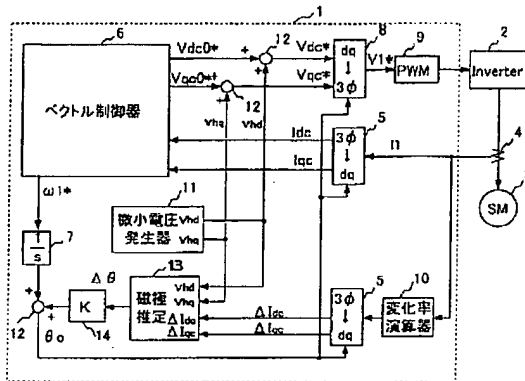 1
6
8
9
2
12
Vdc0*
+
+
Vdc*
dq
↓
3φ
V1*
PWM
Inverter
Vqc0*
+
+
Vqc*
12
ベクトル制御器
vhq
vhd
Idc
Iqc
5
3φ
↓
dq
I1
4
SM
ω1*
11
微小電圧
発生器
vhd
vhq
1
s
7
13
磁極
推定
vhd
vhq
ΔIdc
ΔIqc
ΔIdc
ΔIqc
5
3φ
↓
dq
10
変化率
演算器
Δθ
K
14
12
+
+